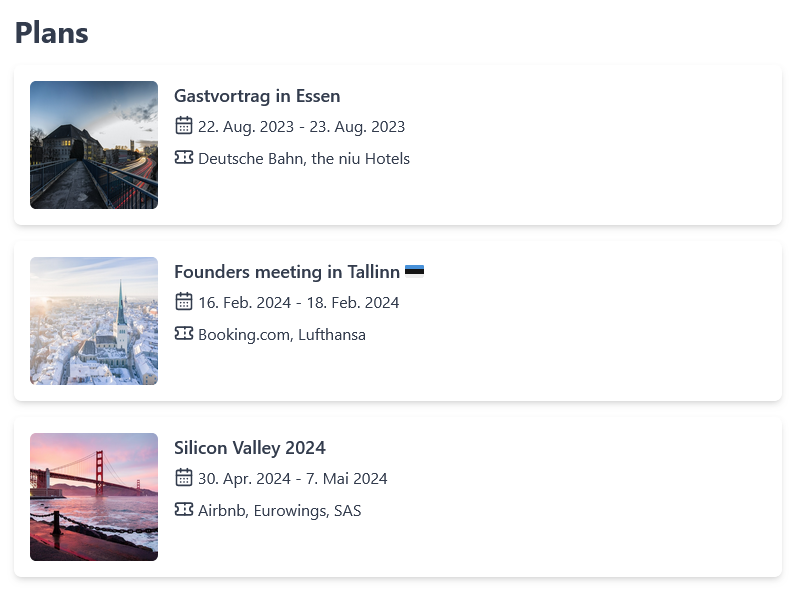 Plans
Gastvortrag in Essen
22. Aug. 2023 - 23. Aug. 2023
Deutsche Bahn, the niu Hotels
Founders meeting in Tallinn 🇪🇪
16. Feb. 2024 - 18. Feb. 2024
Booking.com, Lufthansa
Silicon Valley 2024
30. Apr. 2024 - 7. Mai 2024
Airbnb, Eurowings, SAS